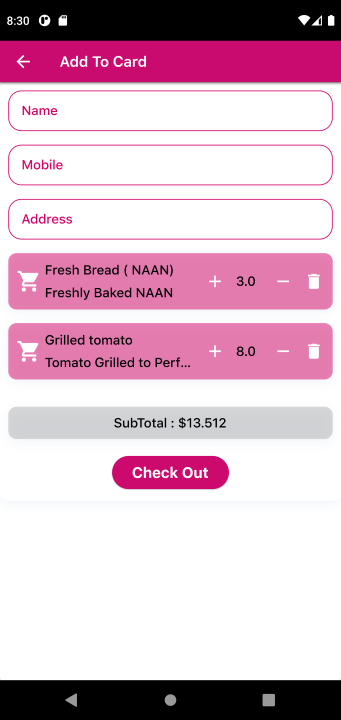 8:30
Add To Card
Name
Mobile
Address
Fresh Bread ( NAAN)
Freshly Baked NAAN
3.0
Grilled tomato
Tomato Grilled to Perf...
8.0
SubTotal : $13.512
Check Out